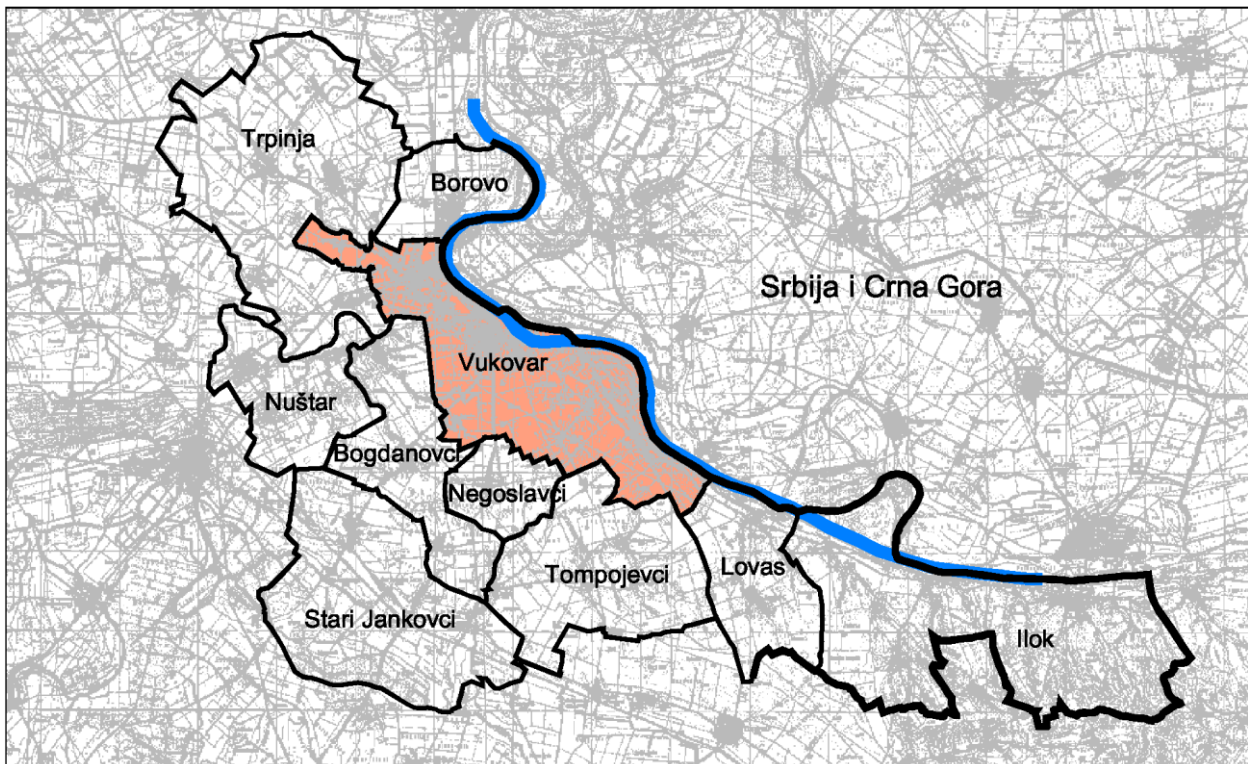 Trpinja
Borovo
Srbija i Crna Gora
Vukovar
Nuštar
Bogdanovci
Negoslavci
Tompojevci
Lovas
Stari Jankovci
Ilok